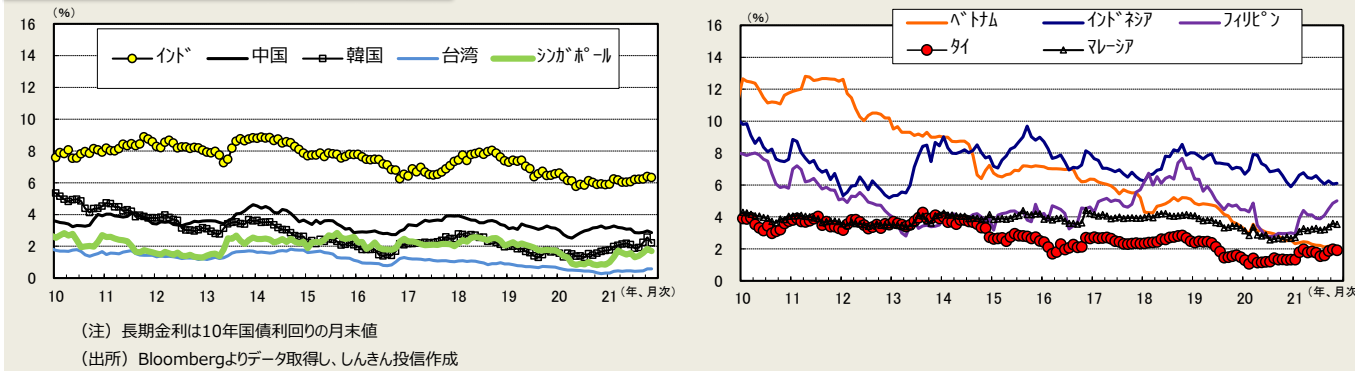 (%)
16
14
12
10
8
6
4
2
0
インド 中国 韓国 台湾 シンガポール
10 11 12 13 14 15 16 17 18 19 20 21 (年、月次)
(%)
16
14
12
10
8
6
4
2
0
ベトナム インドネシア フィリピン
タイ マレーシア
10 11 12 13 14 15 16 17 18 19 20 21 (年、月次)
(注) 長期金利は10年国債利回りの月末値
(出所) Bloombergよりデータ取得し、しんきん投信作成